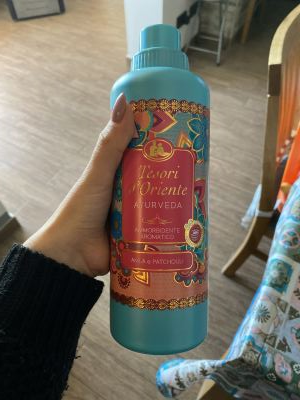 Tesori
d'Oriente
AYURVEDA
AMMORBIDENTE
AROMATICO
AMLA e PATCHOULI